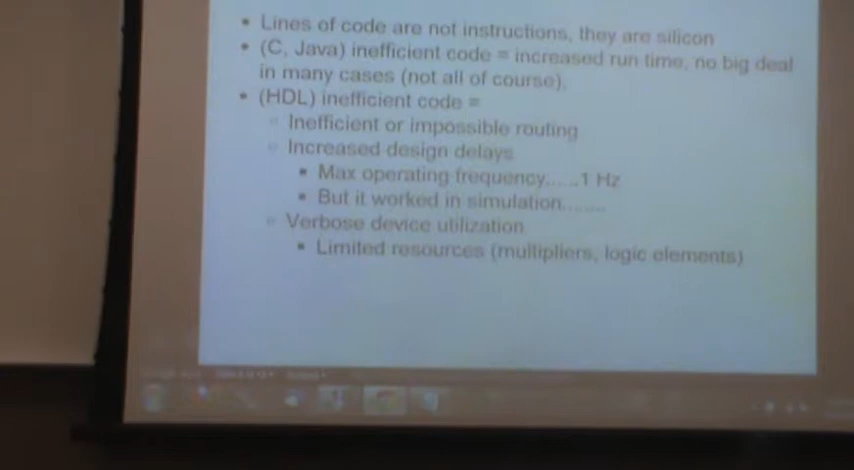 • Lines of code are not instructions, they are silicon
• (C, Java) inefficient code = increased run time, no big deal
in many cases (not all of course).
• (HDL) inefficient code =
○ Inefficient or impossible routing
○ Increased design delays
▪ Max operating frequency......1 Hz
▪ But it worked in simulation.......
○ Verbose device utilization
▪ Limited resources (multipliers, logic elements)